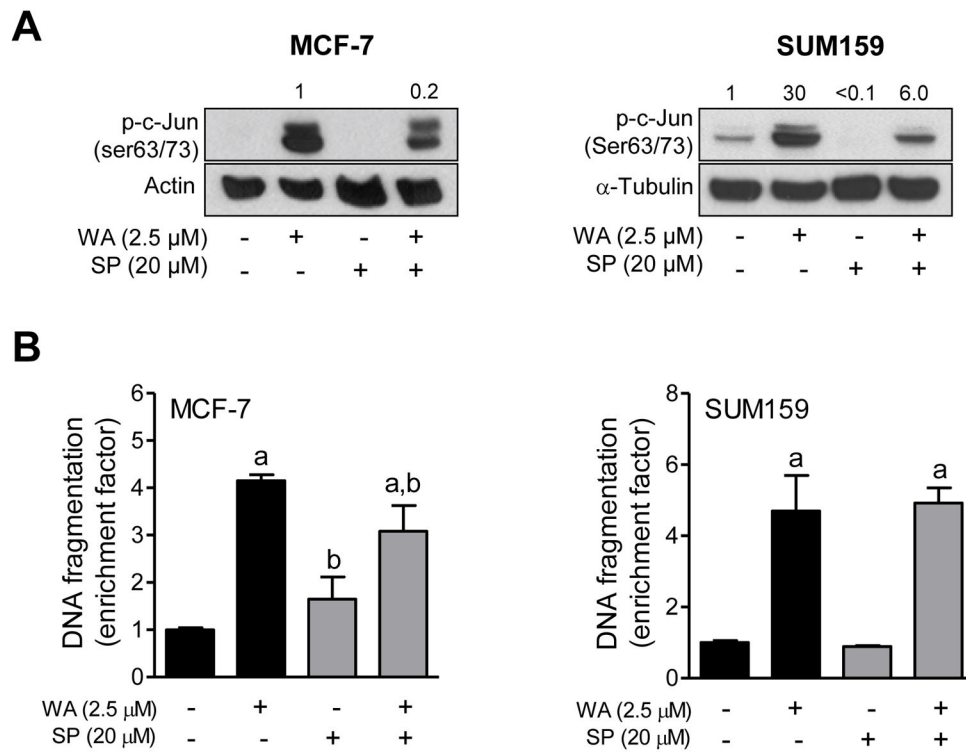 A
MCF-7
1 0.2
p-c-Jun
(ser63/73)
Actin
WA (2.5 µM) - + - +
SP (20 µM) - - + +
SUM159
1 30 <0.1 6.0
p-c-Jun
(Ser63/73)
α-Tubulin
WA (2.5 µM) - + - +
SP (20 µM) - - + +
B
MCF-7
DNA fragmentation
(enrichment factor)
6
5
4
3
2
1
0
a
b
a,b
WA (2.5 µM) - + - +
SP (20 µM) - - + +
SUM159
DNA fragmentation
(enrichment factor)
8
6
4
2
0
a
a
WA (2.5 µM) - + - +
SP (20 µM) - - + +